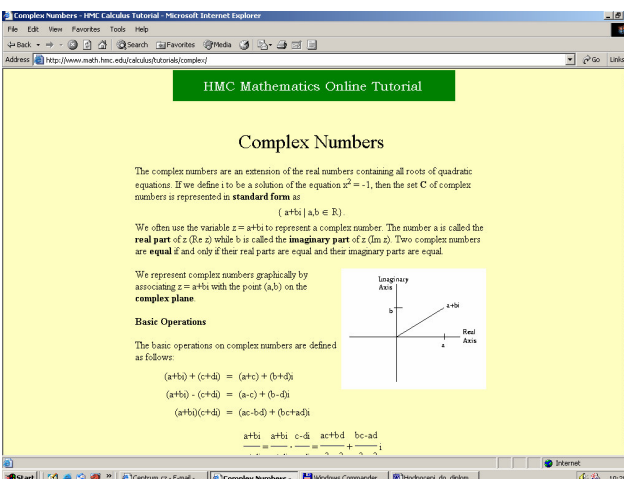 Complex Numbers - HMC Calculus Tutorial - Microsoft Internet Explorer
File Edit View Favorites Tools Help
Back Search Favorites Media
Address http://www.math.hmc.edu/calculus/tutorials/complex/ Go Links
HMC Mathematics Online Tutorial
Complex Numbers
The complex numbers are an extension of the real numbers containing all roots of quadratic
equations. If we define i to be a solution of the equation x² = -1, then the set C of complex
numbers is represented in standard form as
{ a+bi | a,b ∈ R}.
We often use the variable z = a+bi to represent a complex number. The number a is called the
real part of z (Re z) while b is called the imaginary part of z (Im z). Two complex numbers
are equal if and only if their real parts are equal and their imaginary parts are equal.
We represent complex numbers graphically by
associating z = a+bi with the point (a,b) on the
complex plane.
Imaginary
Axis
b
a+bi
Real
Axis
a
Basic Operations
The basic operations on complex numbers are defined
as follows:
(a+bi) + (c+di) = (a+c) + (b+d)i
(a+bi) - (c+di) = (a-c) + (b-d)i
(a+bi)(c+di) = (ac-bd) + (bc+ad)i
a+bi a+bi c-di ac+bd bc-ad
= · = + i
Internet
Start Centrum.cz - E-mail - Complex Numbers - Windows Commander Hodnoceni_do_diplom